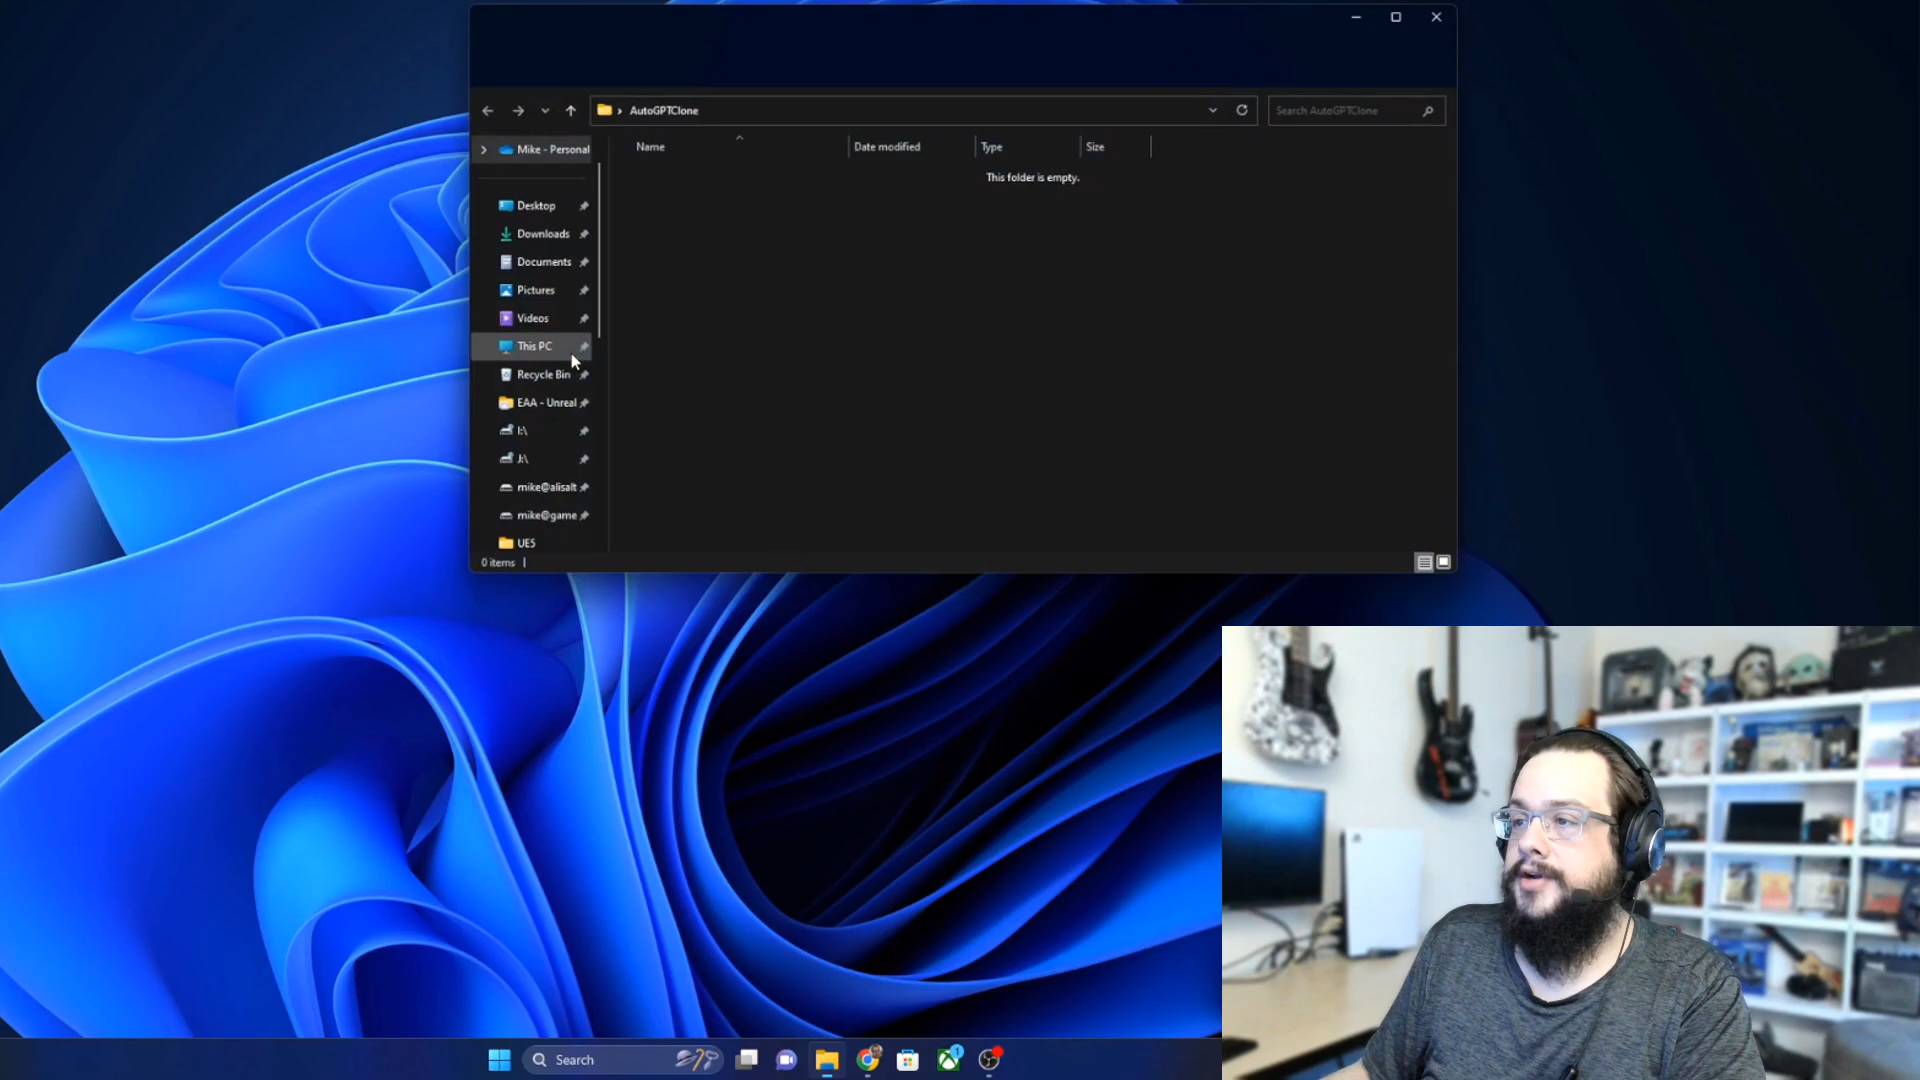 AutoGPTClone
Search AutoGPTClone
Mike - Personal
Name
Date modified
Type
Size
This folder is empty.
Desktop
Downloads
Documents
Pictures
Videos
This PC
Recycle Bin
EAA - Unreal
I:\
J:\
mike@alisalt
mike@game
UE5
0 items
Search
1